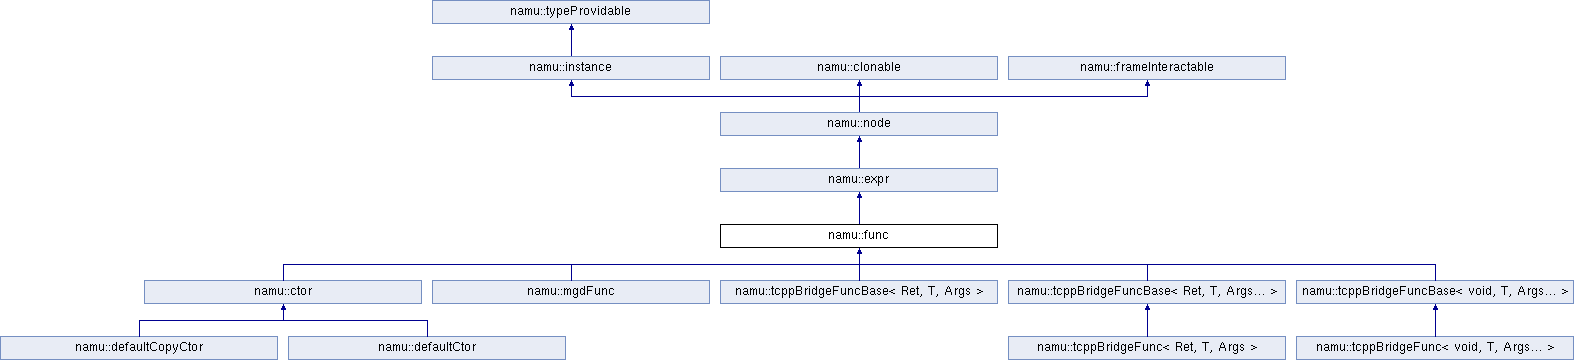 namu::typeProvidable
namu::instance
namu::clonable
namu::frameInteractable
namu::node
namu::expr
namu::func
namu::ctor
namu::mgdFunc
namu::tcppBridgeFuncBase< Ret, T, Args >
namu::tcppBridgeFuncBase< Ret, T, Args... >
namu::tcppBridgeFuncBase< void, T, Args... >
namu::defaultCopyCtor
namu::defaultCtor
namu::tcppBridgeFunc< Ret, T, Args >
namu::tcppBridgeFunc< void, T, Args... >